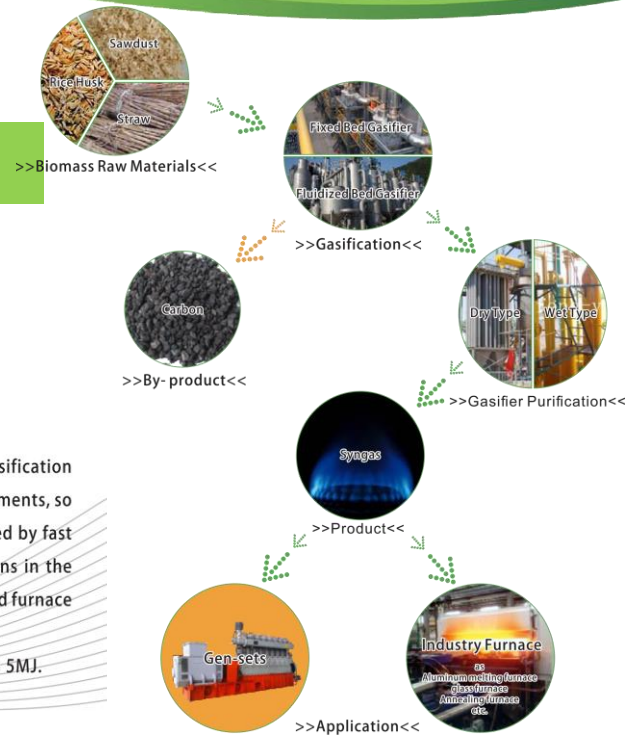 Sawdust
Rice Husk
Straw
>>Biomass Raw Materials<<
Fixed Bed Gasifier
Fluidized Bed Gasifier
>>Gasification<<
Carbon
>>By- product<<
Dry Type
Wet Type
>>Gasifier Purification<<
Syngas
>>Product<<
sification
ments, so
ed by fast
ns in the
d furnace
5MJ.
Gen-sets
Industry Furnace
as
Aluminum melting furnace
glass furnace
Annealing furnace
etc.
>>Application<<